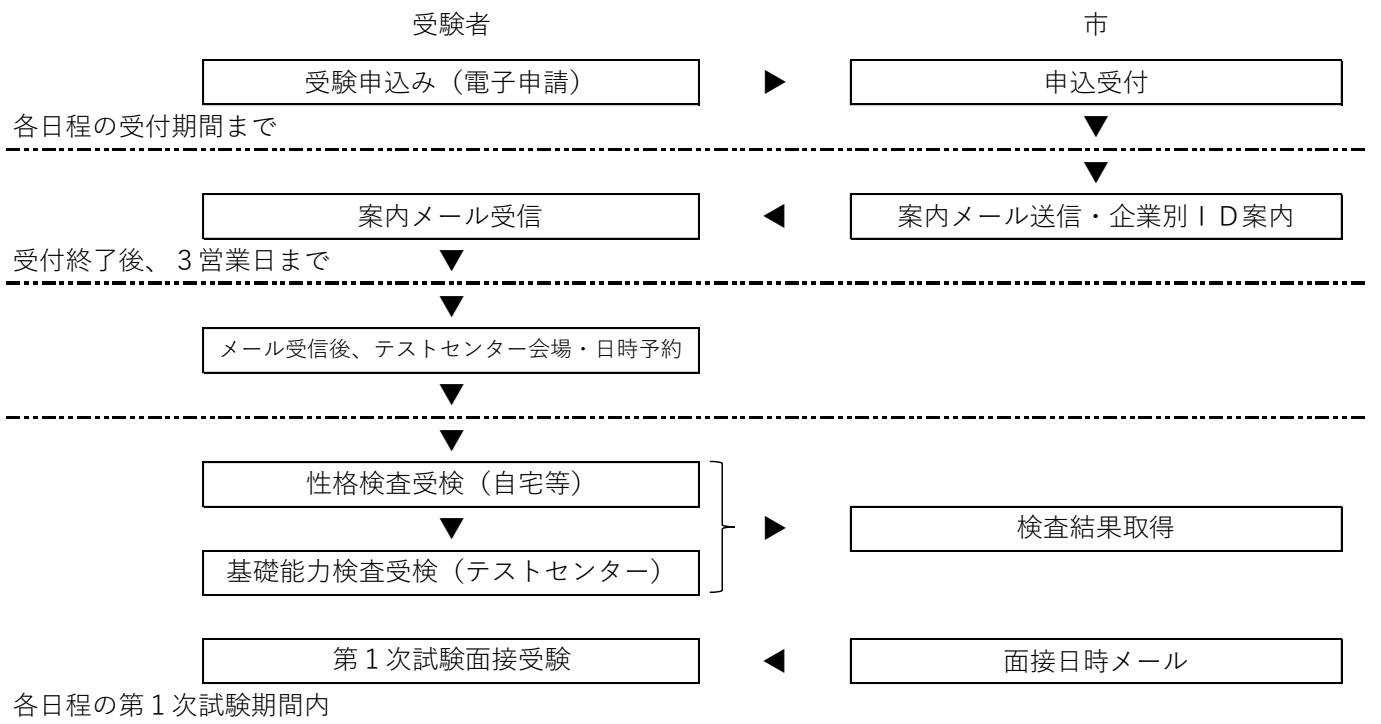 受験者
市
受験申込み（電子申請）
▶
申込受付
各日程の受付期間まで
▼
▼
案内メール受信
◀
案内メール送信・企業別ＩＤ案内
受付終了後、３営業日まで
▼
▼
メール受信後、テストセンター会場・日時予約
▼
▼
性格検査受検（自宅等）
▼
▶
検査結果取得
基礎能力検査受検（テストセンター）
第１次試験面接受験
◀
面接日時メール
各日程の第１次試験期間内